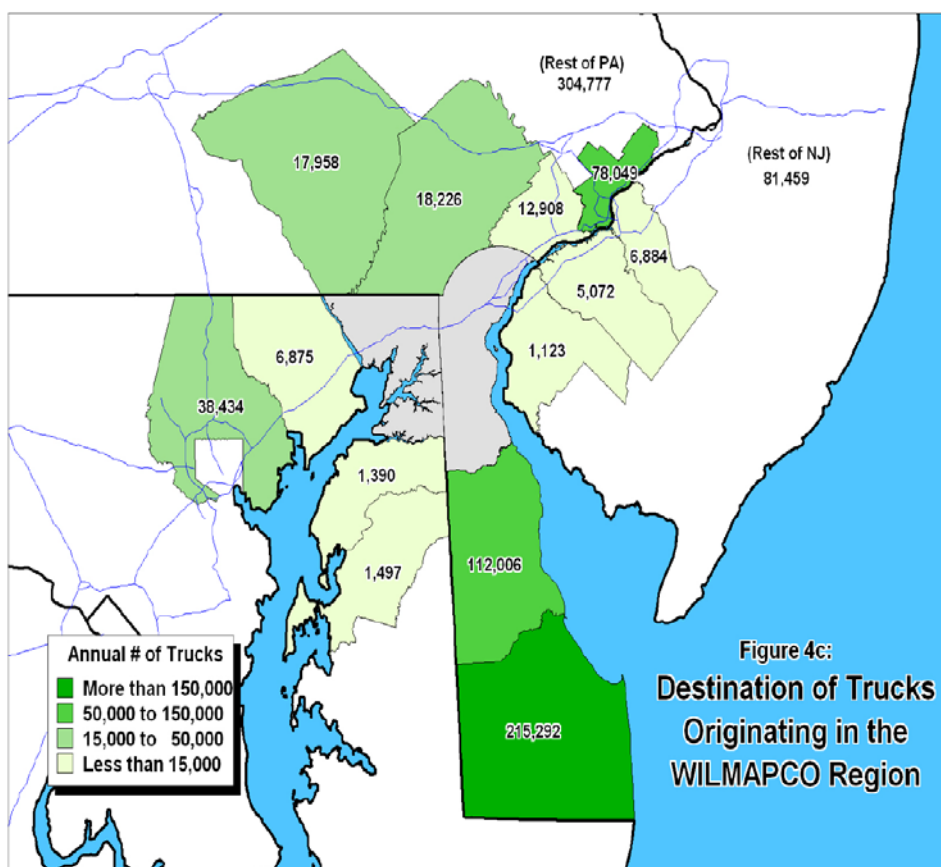 (Rest of PA)
304,777
(Rest of NJ)
81,459
17,958
18,226
12,908
78,049
6,884
5,072
1,123
6,875
38,434
1,390
1,497
112,006
215,292
Annual # of Trucks
More than 150,000
50,000 to 150,000
15,000 to 50,000
Less than 15,000
Figure 4c:
Destination of Trucks
Originating in the
WILMAPCO Region